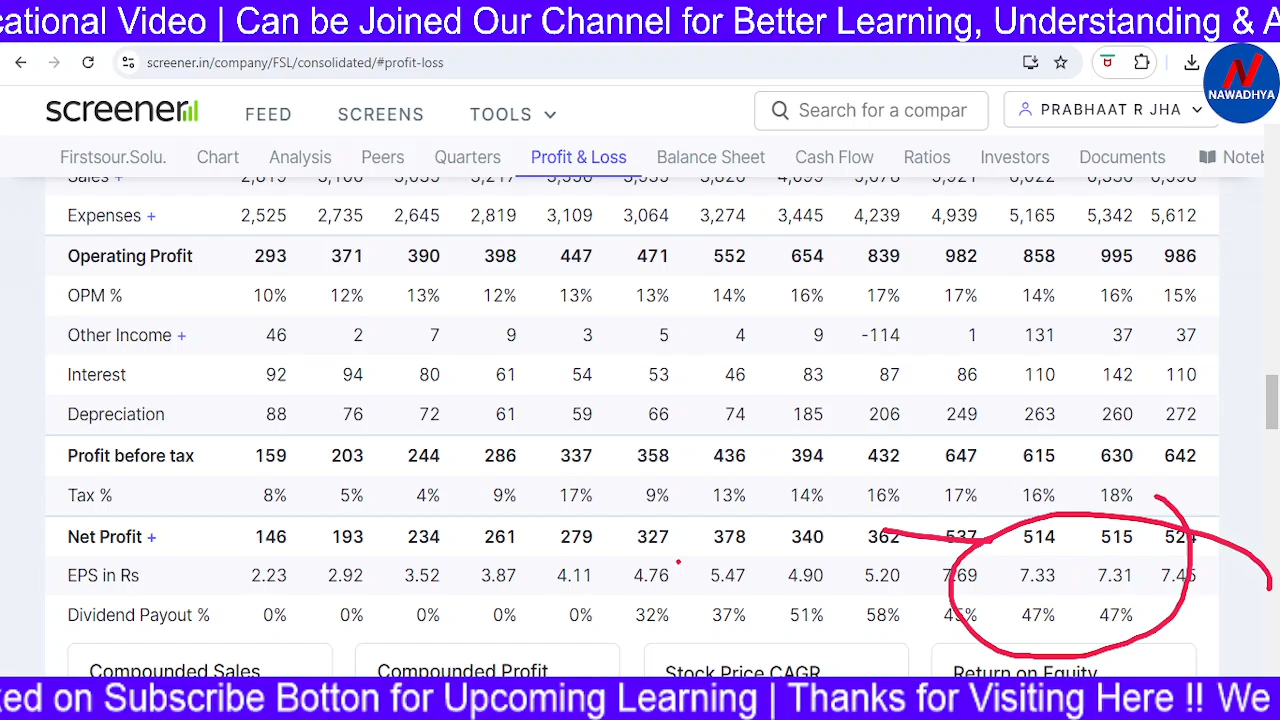 cational Video | Can be Joined Our Channel for Better Learning, Understanding & A
screener.in/company/FSL/consolidated/#profit-loss
NAWADHYA
screener FEED SCREENS TOOLS Search for a compar PRABHAAT R JHA
Firstsour.Solu. Chart Analysis Peers Quarters Profit & Loss Balance Sheet Cash Flow Ratios Investors Documents Noteb
Sales +
Expenses + 2,525 2,735 2,645 2,819 3,109 3,064 3,274 3,445 4,239 4,939 5,165 5,342 5,612
Operating Profit 293 371 390 398 447 471 552 654 839 982 858 995 986
OPM % 10% 12% 13% 12% 13% 13% 14% 16% 17% 17% 14% 16% 15%
Other Income + 46 2 7 9 3 5 4 9 -114 1 131 37 37
Interest 92 94 80 61 54 53 46 83 87 86 110 142 110
Depreciation 88 76 72 61 59 66 74 185 206 249 263 260 272
Profit before tax 159 203 244 286 337 358 436 394 432 647 615 630 642
Tax % 8% 5% 4% 9% 17% 9% 13% 14% 16% 17% 16% 18%
Net Profit + 146 193 234 261 279 327 378 340 362 537 514 515 524
EPS in Rs 2.23 2.92 3.52 3.87 4.11 4.76 5.47 4.90 5.20 7.69 7.33 7.31 7.45
Dividend Payout % 0% 0% 0% 0% 0% 32% 37% 51% 58% 45% 47% 47%
Compounded Sales Compounded Profit Stock Price CAGR Return on Equity
ked on Subscribe Botton for Upcoming Learning | Thanks for Visiting Here !! We